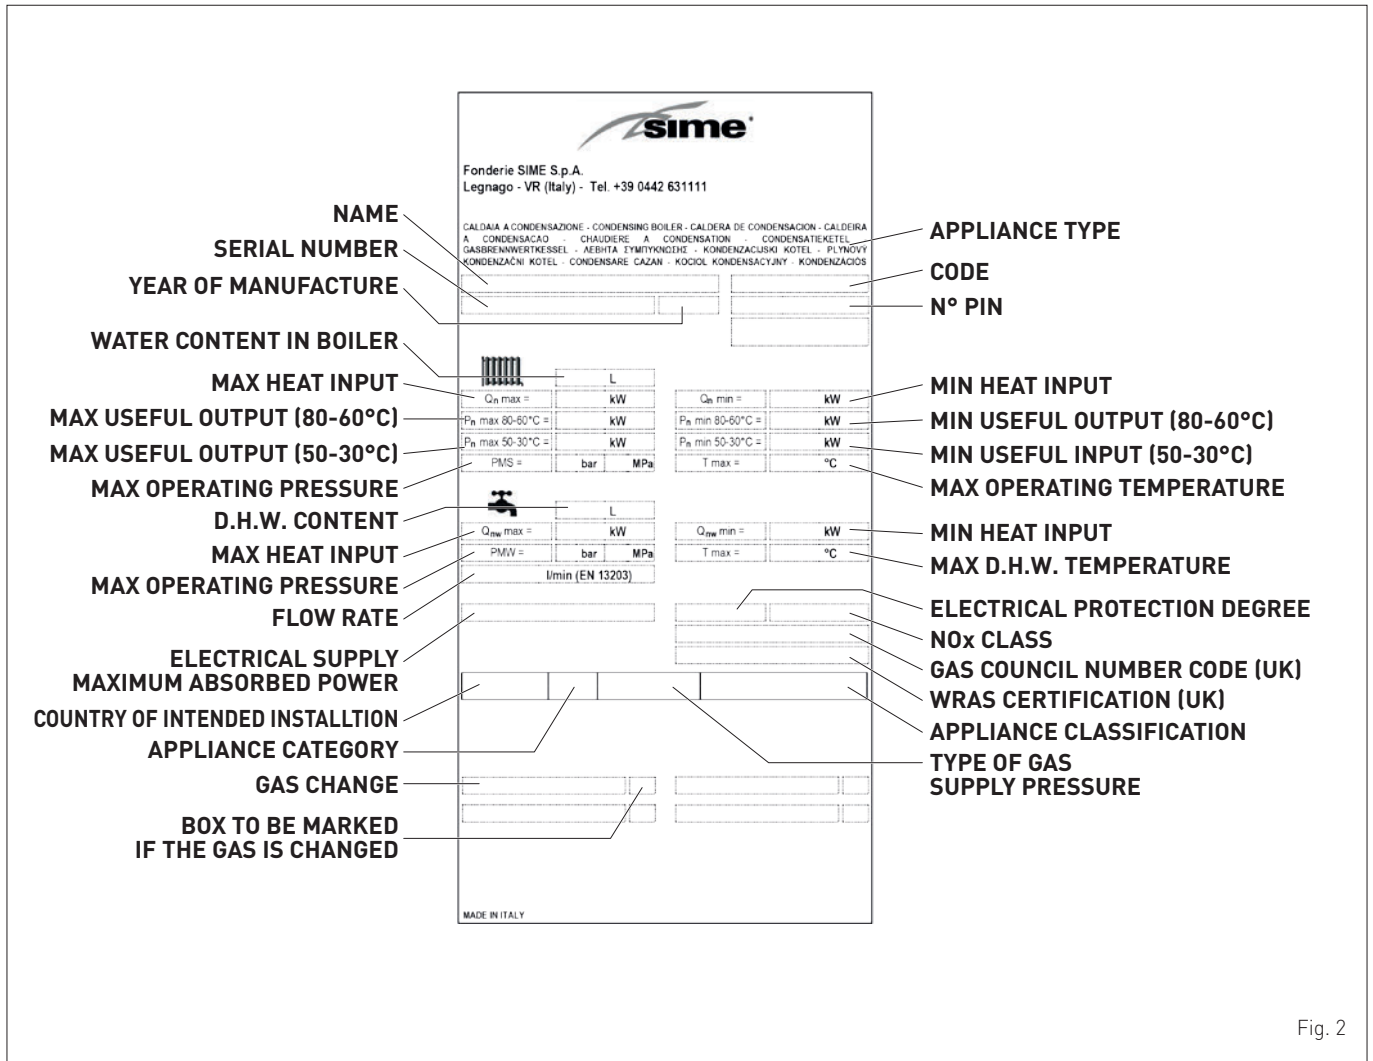 sime
Fonderie SIME S.p.A.
Legnago - VR (Italy) - Tel. +39 0442 631111
CALDAIA A CONDENSAZIONE - CONDENSING BOILER - CALDERA DE CONDENSACION - CALDEIRA
A CONDENSACAO - CHAUDIERE A CONDENSATION - CONDENSATIEKETEL
GASBRENNWERTKESSEL - ΛΕΒΗΤΑ ΣΥΜΠΥΚΝΩΣΗΣ - KONDENZACIJSKI KOTEL - PLYNOVÝ
KONDENZAČNI KOTEL - CONDENSARE CAZAN - KOCIOL KONDENSACYJNY - KONDENZÁCIÓS
NAME
SERIAL NUMBER
YEAR OF MANUFACTURE
WATER CONTENT IN BOILER
MAX HEAT INPUT
MAX USEFUL OUTPUT (80-60°C)
MAX USEFUL OUTPUT (50-30°C)
MAX OPERATING PRESSURE
D.H.W. CONTENT
MAX HEAT INPUT
MAX OPERATING PRESSURE
FLOW RATE
ELECTRICAL SUPPLY
MAXIMUM ABSORBED POWER
COUNTRY OF INTENDED INSTALLTION
APPLIANCE CATEGORY
GAS CHANGE
BOX TO BE MARKED
IF THE GAS IS CHANGED
L
Qn max = kW Qn min = kW
Pn max 80-60°C = kW Pn min 80-60°C = kW
Pn max 50-30°C = kW Pn min 50-30°C = kW
PMS = bar MPa T max = °C
L
Qnw max = kW Qnw min = kW
PMW = bar MPa T max = °C
l/min (EN 13203)
MADE IN ITALY
APPLIANCE TYPE
CODE
N° PIN
MIN HEAT INPUT
MIN USEFUL OUTPUT (80-60°C)
MIN USEFUL INPUT (50-30°C)
MAX OPERATING TEMPERATURE
MIN HEAT INPUT
MAX D.H.W. TEMPERATURE
ELECTRICAL PROTECTION DEGREE
NOx CLASS
GAS COUNCIL NUMBER CODE (UK)
WRAS CERTIFICATION (UK)
APPLIANCE CLASSIFICATION
TYPE OF GAS
SUPPLY PRESSURE
Fig. 2